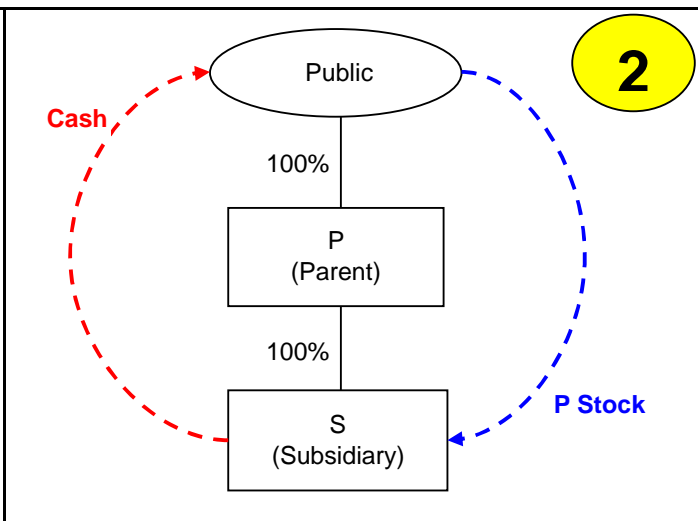 2
Public
Cash
100%
P
(Parent)
100%
P Stock
S
(Subsidiary)